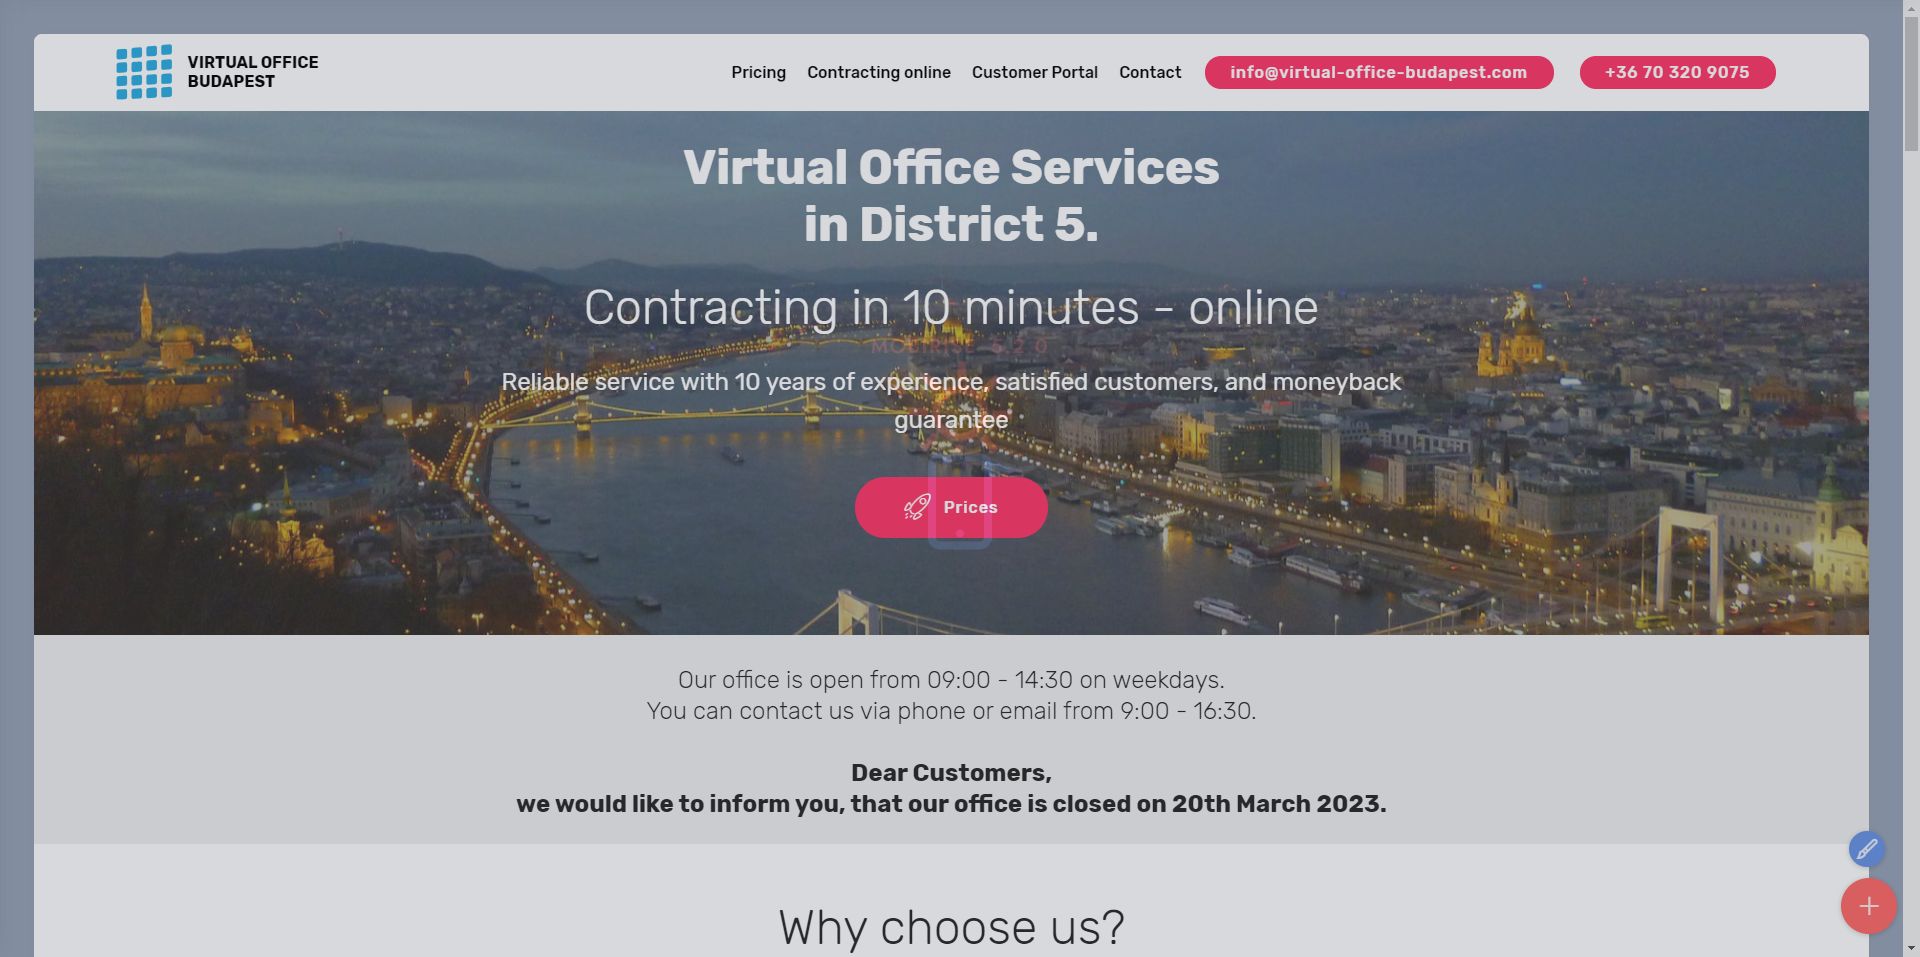 VIRTUAL OFFICE
BUDAPEST
Pricing Contracting online Customer Portal Contact info@virtual-office-budapest.com +36 70 320 9075
Virtual Office Services
in District 5.
Contracting in 10 minutes - online
Reliable service with 10 years of experience, satisfied customers, and moneyback
guarantee
Prices
Our office is open from 09:00 - 14:30 on weekdays.
You can contact us via phone or email from 9:00 - 16:30.
Dear Customers,
we would like to inform you, that our office is closed on 20th March 2023.
Why choose us?